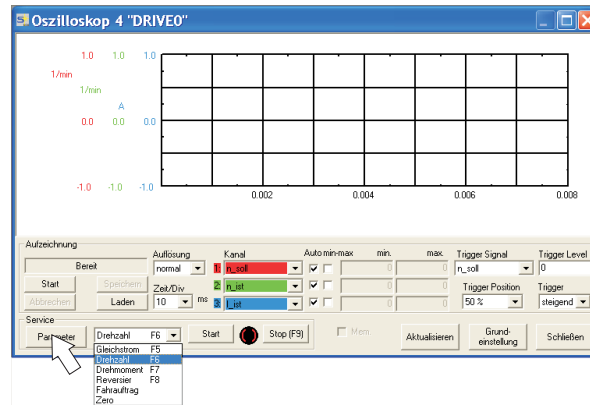 Oszilloskop 4 "DRIVE0"
1.0 1.0 1.0
1/min
1/min
A
0.0 0.0 0.0
-1.0 -1.0 -1.0
0.002 0.004 0.006 0.008
Aufzeichnung
Bereit
Start Speichern
Abbrechen Laden
Auflösung
normal
Zeit/Div
10 ms
Kanal Auto min-max min. max.
1: n_soll 0 0
2: n_ist 0 0
3: I_ist 0 0
Trigger Signal Trigger Level
n_soll 0
Trigger Position Trigger
50 % steigend
Service
Parameter Drehzahl F6 Start Stop (F9) Mem. Aktualisieren Grund-
einstellung Schließen
Gleichstrom F5
Drehzahl F6
Drehmoment F7
Reversier F8
Fahrauftrag
Zero